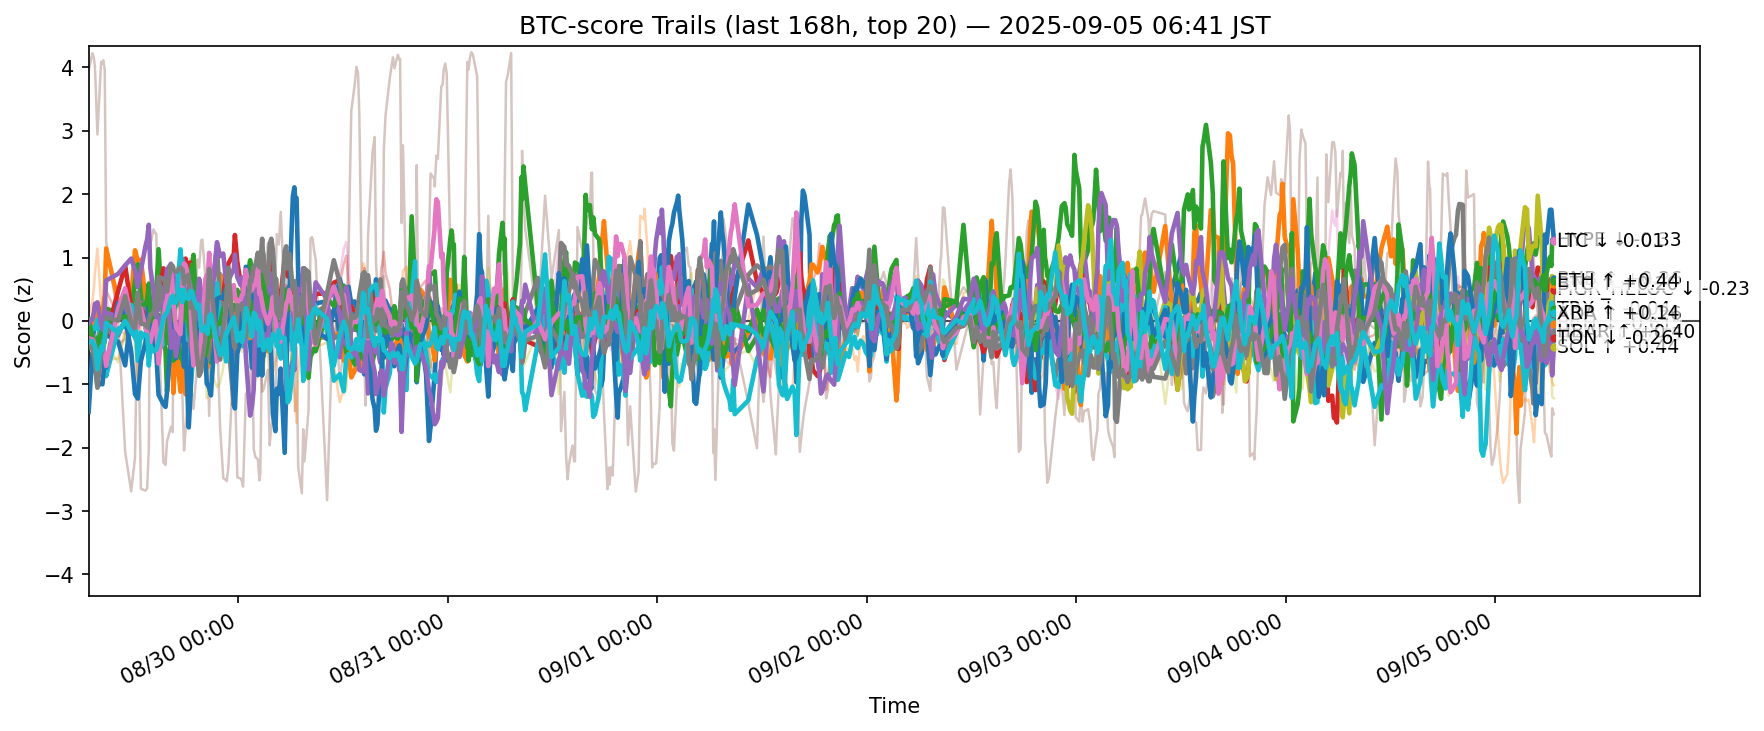 BTC-score Trails (last 168h, top 20) — 2025-09-05 06:41 JST
Score (z)
4
3
2
1
0
−1
−2
−3
−4
LTC ↓ -0.01
ETH ↑ +0.44
↓ -0.23
XRP ↑ +0.14
TON ↓ -0.26
SOL ↑ +0.44
08/30 00:00
08/31 00:00
09/01 00:00
09/02 00:00
09/03 00:00
09/04 00:00
09/05 00:00
Time